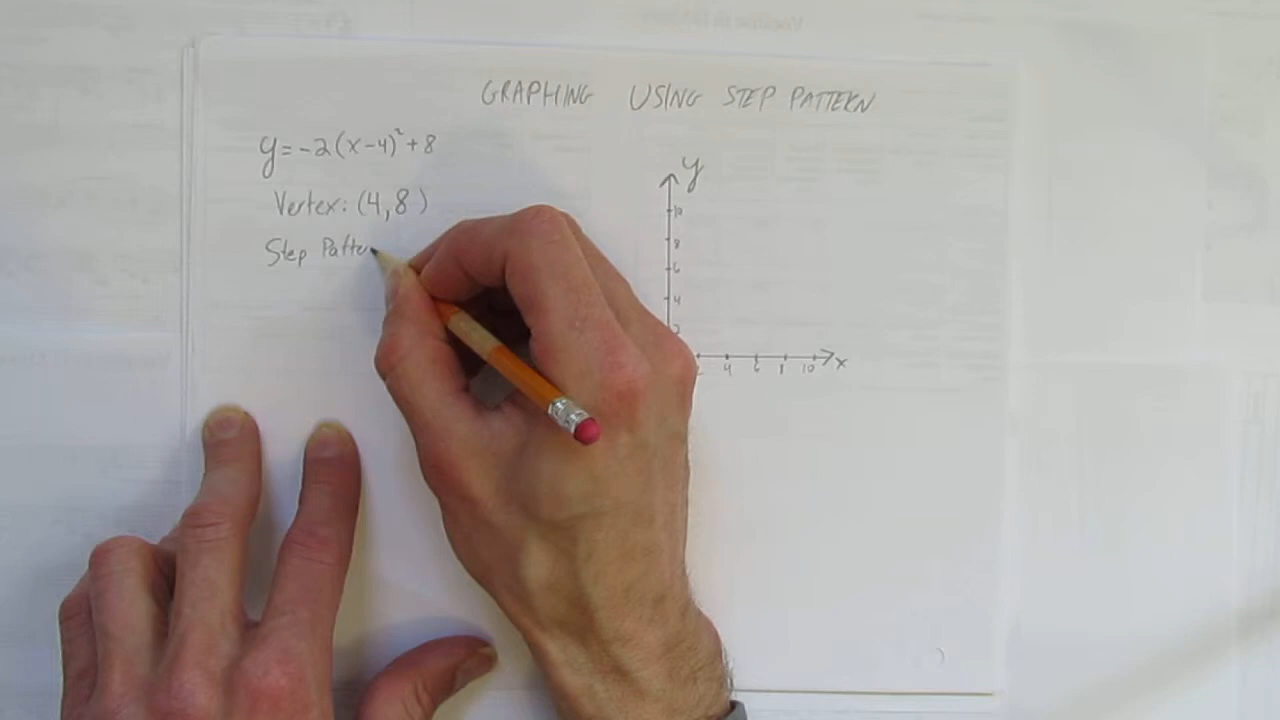 GRAPHING USING STEP PATTERN
y=-2(x-4)²+8
Vertex: (4,8)
Step Patte
y
10
8
6
4
2
4 6 8 10 x